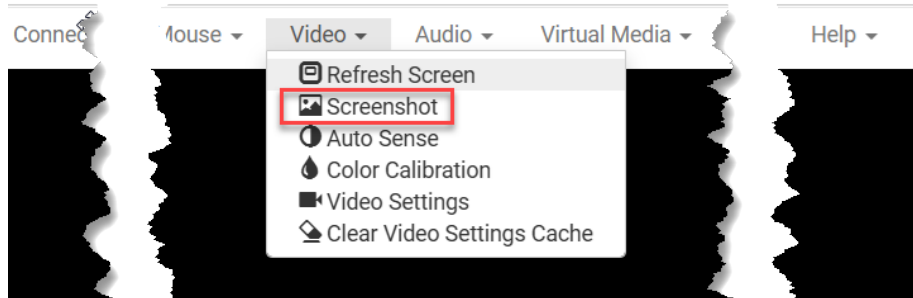 Connec Mouse Video Audio Virtual Media Help
Refresh Screen
Screenshot
Auto Sense
Color Calibration
Video Settings
Clear Video Settings Cache